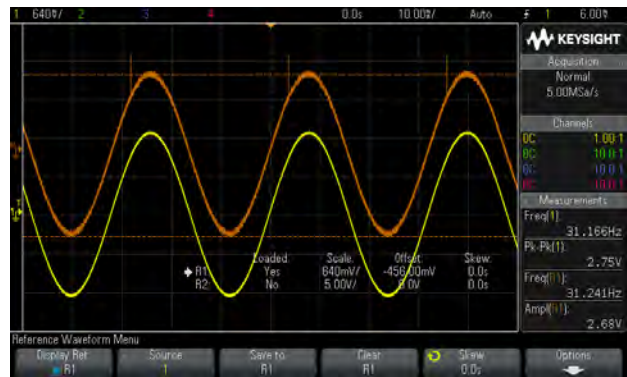 1 640▽/ 2 3 4 0.0s 10.00▽/ Auto 1 6.00▽
KEYSIGHT
Acquisition
Normal
5.00MSa/s
Channels
DC 1.00:1
DC 10.0:1
DC 10.0:1
DC 10.0:1
Measurements
Freq(1):
31.166Hz
Pk-Pk(1):
2.75V
Freq(R1):
31.241Hz
Ampl(R1):
2.68V
Loaded: Scale: Offset: Skew:
R1: Yes 640mV/ -456.00mV 0.0s
R2: No 5.00V/ 0.0V 0.0s
Reference Waveform Menu
Display Ref
R1
Source
1
Save to
R1
Clear
R1
Skew
0.0s
Options